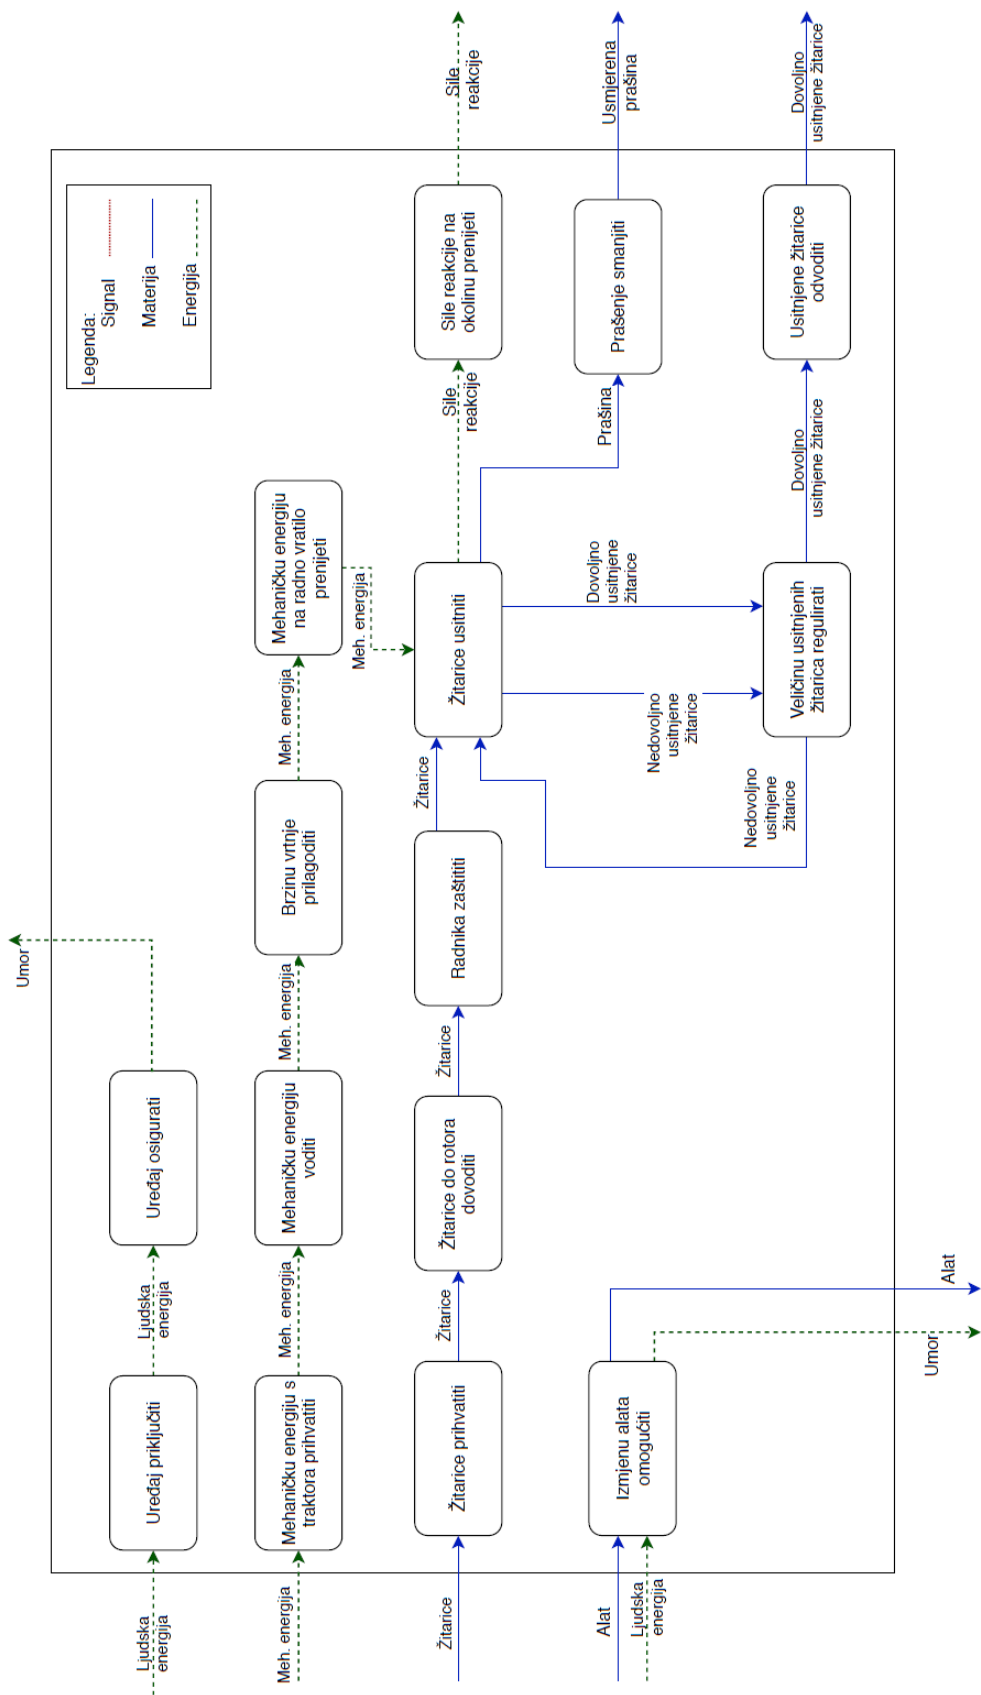 Legenda:
Signal
Materija
Energija
Ljudska
energija
Uređaj priključiti
Ljudska
energija
Uređaj osigurati
Umor
Meh. energija
Mehaničku energiju s
traktora prihvatiti
Meh. energija
Mehaničku energiju
voditi
Meh. energija
Brzinu vrtnje
prilagoditi
Meh. energija
Mehaničku energiju
na radno vratilo
prenijeti
Meh. energija
Žitarice
Žitarice prihvatiti
Žitarice
Žitarice do rotora
dovoditi
Žitarice
Radnika zaštititi
Žitarice
Žitarice usitniti
Sile
reakcije
Sile reakcije na
okolinu prenijeti
Sile
reakcije
Prašina
Prašenje smanjiti
Usmjerena
prašina
Alat
Ljudska
energija
Izmjenu alata
omogućiti
Umor
Alat
Nedovoljno
usitnjene
žitarice
Nedovoljno
usitnjene
žitarice
Dovoljno
usitnjene
žitarice
Veličinu usitnjenih
žitarica regulirati
Dovoljno
usitnjene žitarice
Usitnjene žitarice
odvoditi
Dovoljno
usitnjene žitarice